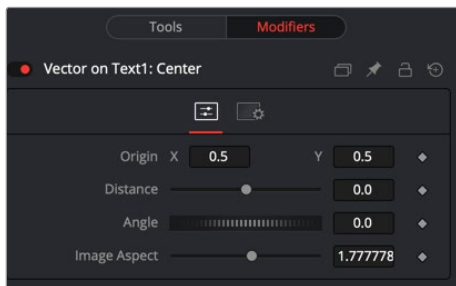 Tools Modifiers
Vector on Text1: Center
Origin X 0.5 Y 0.5
Distance 0.0
Angle 0.0
Image Aspect 1.777778